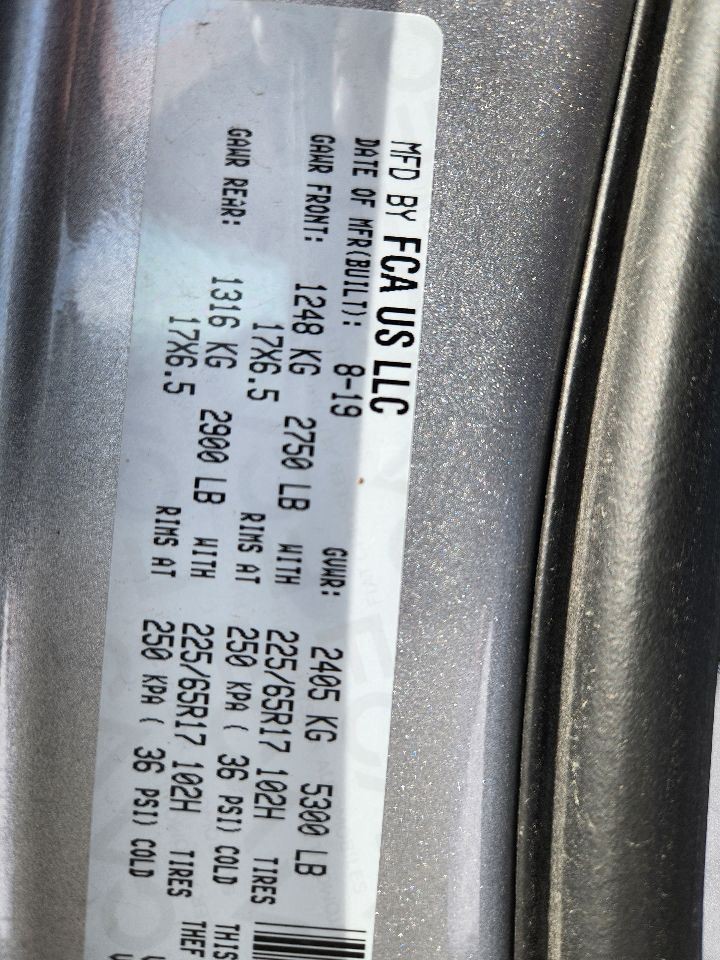 MFD BY FCA US LLC
DATE OF MFR(BUILT): 8-19 GVWR: 2405 KG 5300 LB
GAWR FRONT: 1248 KG 2750 LB WITH 225/65R17 102H TIRES
17X6.5 RIMS AT 250 KPA ( 36 PSI) COLD
GAWR REAR: 1316 KG 2900 LB WITH 225/65R17 102H TIRES
17X6.5 RIMS AT 250 KPA ( 36 PSI) COLD
THIS
THEF